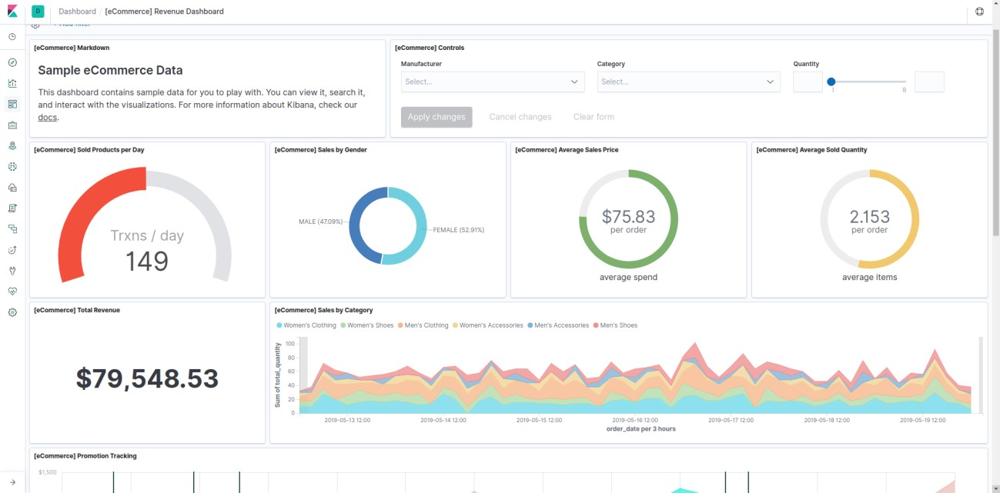 D
Dashboard / [eCommerce] Revenue Dashboard
[eCommerce] Markdown
Sample eCommerce Data
This dashboard contains sample data for you to play with. You can view it, search it,
and interact with the visualizations. For more information about Kibana, check our
docs.
[eCommerce] Controls
Manufacturer
Select...
Category
Select...
Quantity
1
8
Apply changes
Cancel changes
Clear form
[eCommerce] Sold Products per Day
Trxns / day
149
[eCommerce] Sales by Gender
MALE (47.09%)
FEMALE (52.91%)
[eCommerce] Average Sales Price
$75.83
per order
average spend
[eCommerce] Average Sold Quantity
2.153
per order
average items
[eCommerce] Total Revenue
$79,548.53
[eCommerce] Sales by Category
Women's Clothing Women's Shoes Men's Clothing Women's Accessories Men's Accessories Men's Shoes
Sum of total_quantity
100
80
60
40
20
0
2019-05-13 12:00 2019-05-14 12:00 2019-05-15 12:00 2019-05-16 12:00 2019-05-17 12:00 2019-05-18 12:00 2019-05-19 12:00
order_date per 3 hours
[eCommerce] Promotion Tracking
$1,500